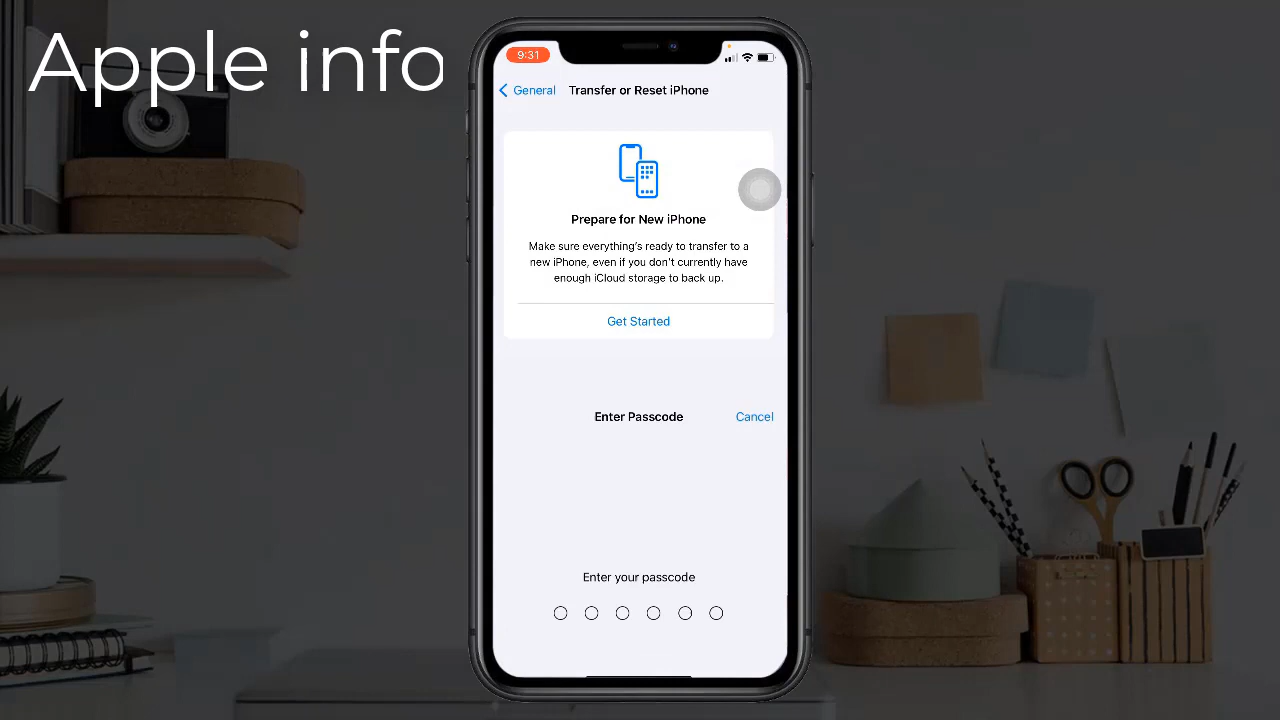 Apple info
9:31
General
Transfer or Reset iPhone
Prepare for New iPhone
Make sure everything's ready to transfer to a
new iPhone, even if you don't currently have
enough iCloud storage to back up.
Get Started
Enter Passcode
Cancel
Enter your passcode